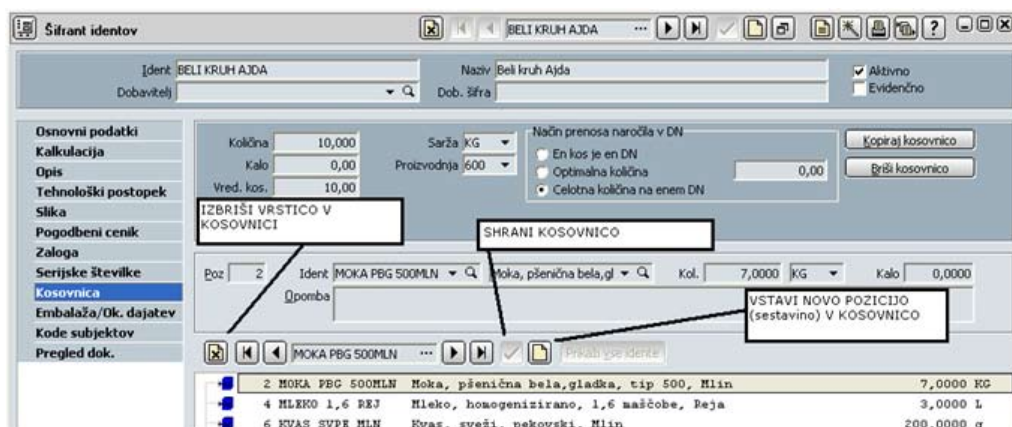 Šifrant identov
BELI KRUH AJDA ...
Ident BELI KRUH AJDA Naziv Beli kruh Ajda Aktivno
Dobavitelj Dob. šifra Evidenčno
Osnovni podatki
Kalkulacija
Opis
Tehnološki postopek
Slika
Pogodbeni cenik
Zaloga
Serijske številke
Kosovnica
Embalaža/Ok. dajatev
Kode subjektov
Pregled dok.
Količina 10,000 Sarža KG
Kalo 0,00 Proizvodnja 600
Vred. kos. 10,00
Način prenosa naročila v DN
En kos je en DN
Optimalna količina 0,00
Celotna količina na enem DN
Kopiraj kosovnico
Briši kosovnico
IZBRIŠI VRSTICO V
KOSOVNICI
SHRANI KOSOVNICO
Poz 2 Ident MOKA PBG 500MLN Moka, pšenična bela,gl Kol. 7,0000 KG Kalo 0,0000
Opomba
VSTAVI NOVO POZICIJO
(sestavino) V KOSOVNICO
MOKA PBG 500MLN ... Prikaži vse idente
2 MOKA PBG 500MLN Moka, pšenična bela,gladka, tip 500, Mlin 7,0000 KG
4 MLEKO 1,6 REJ Mleko, homogenizirano, 1,6 maščobe, Reja 3,0000 L
6 KVAS SVPE MLN Kvas, sveži, pekovski, Mlin 200,0000 g